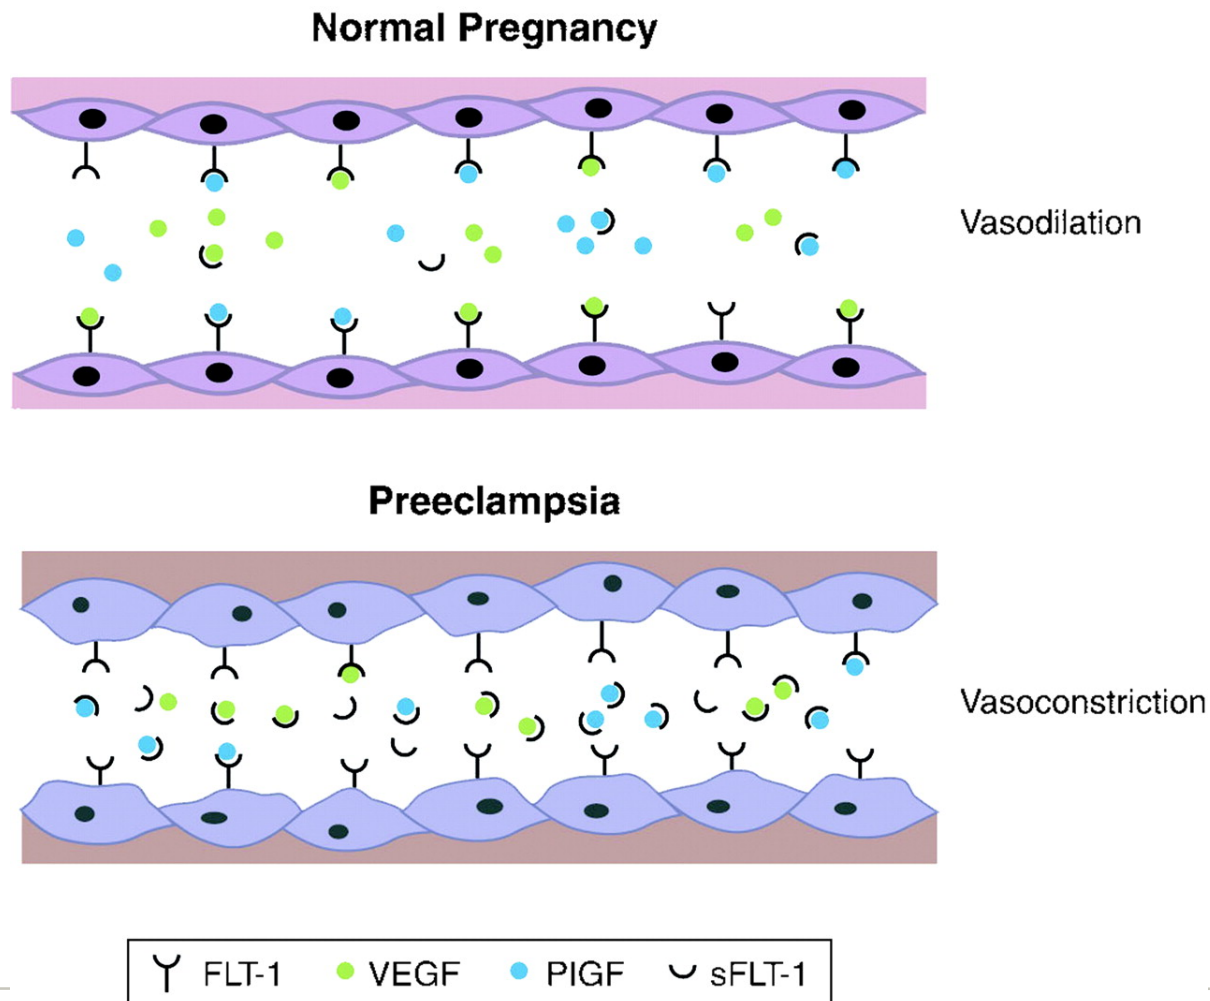 Normal Pregnancy
Vasodilation
Preeclampsia
Vasoconstriction
FLT-1 VEGF PlGF sFLT-1